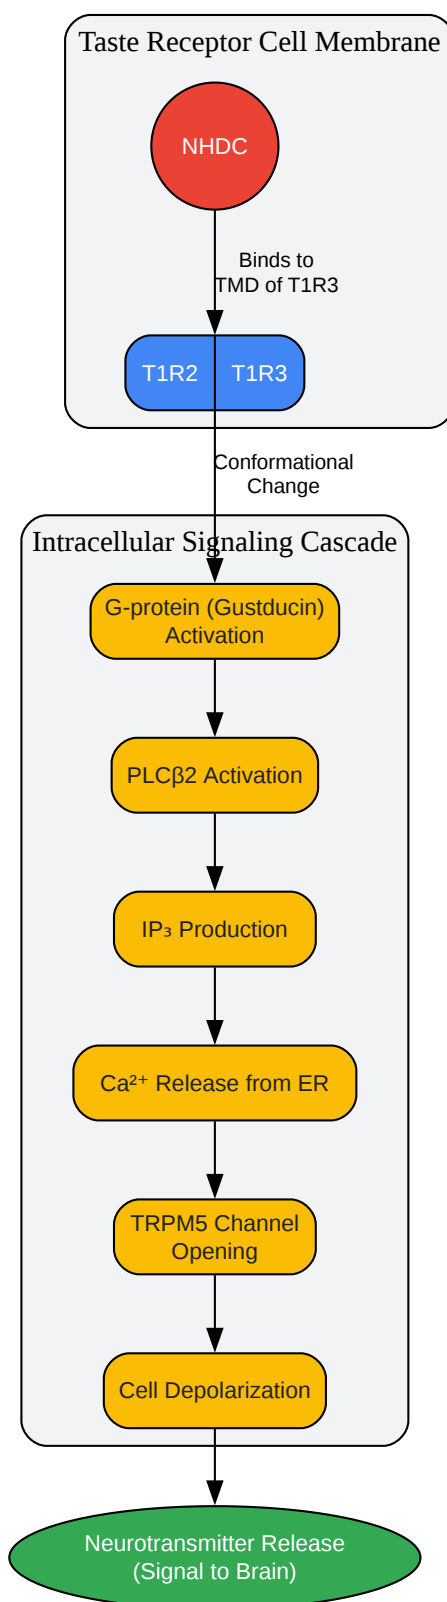 Taste Receptor Cell Membrane
NHDC
Binds to
TMD of T1R3
T1R2 T1R3
Conformational
Change
Intracellular Signaling Cascade
G-protein (Gustducin)
Activation
PLCβ2 Activation
IP₃ Production
Ca²⁺ Release from ER
TRPM5 Channel
Opening
Cell Depolarization
Neurotransmitter Release
(Signal to Brain)